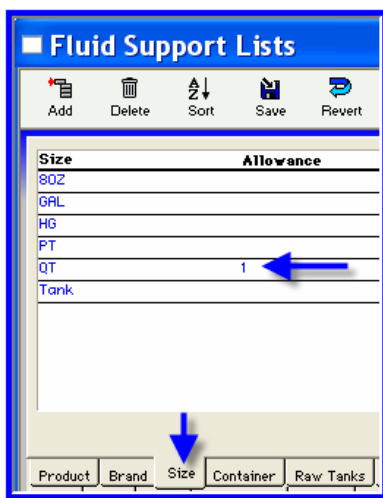 Fluid Support Lists
Add Delete Sort Save Revert
Size Allowance
8OZ
GAL
HG
PT
QT 1
Tank
Product Brand Size Container Raw Tanks